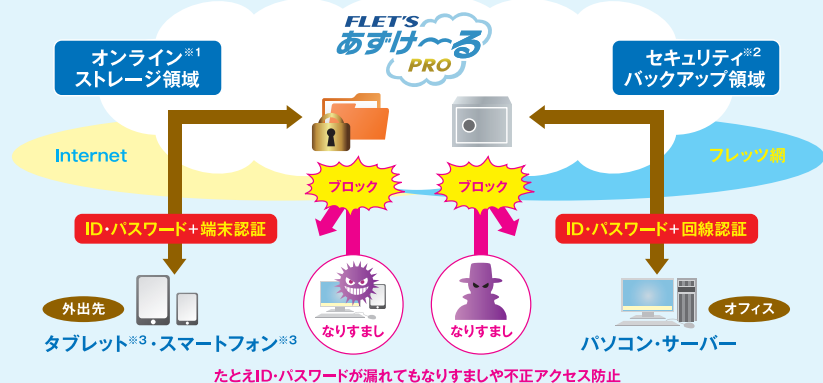 FLET'S
あずけ〜る
PRO
オンライン※1
ストレージ領域
セキュリティ※2
バックアップ領域
Internet
フレッツ網
ブロック
ブロック
ID・パスワード+端末認証
ID・パスワード+回線認証
外出先
タブレット※3・スマートフォン※3
なりすまし
なりすまし
オフィス
パソコン・サーバー
たとえID・パスワードが漏れてもなりすましや不正アクセス防止